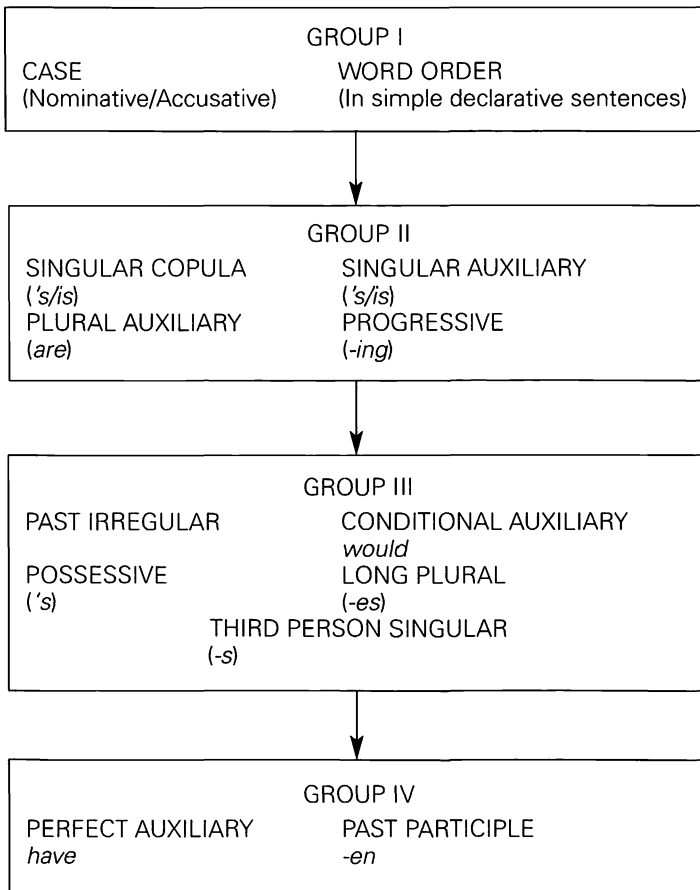 GROUP I
CASE WORD ORDER
(Nominative/Accusative) (In simple declarative sentences)
GROUP II
SINGULAR COPULA SINGULAR AUXILIARY
('s/is) ('s/is)
PLURAL AUXILIARY PROGRESSIVE
(are) (-ing)
GROUP III
PAST IRREGULAR CONDITIONAL AUXILIARY
would
POSSESSIVE LONG PLURAL
('s) (-es)
THIRD PERSON SINGULAR
(-s)
GROUP IV
PERFECT AUXILIARY PAST PARTICIPLE
have -en